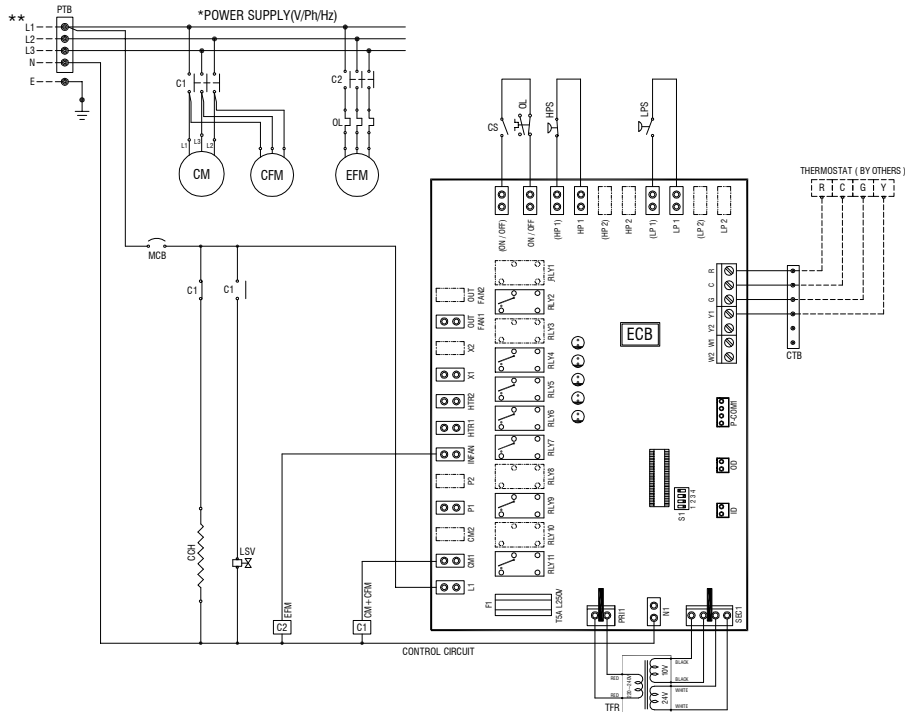 PTB
*POWER SUPPLY(V/Ph/Hz)
**
L1
L2
L3
N
E
C1
C2
OL
L1
L3
L2
CM
CFM
EFM
CS
OL
HPS
LPS
THERMOSTAT ( BY OTHERS )
R C G Y
(ON / OFF)
ON / OFF
(HP 1)
HP 1
(HP 2)
HP 2
(LP 1)
LP 1
(LP 2)
LP 2
MCB
C1
C1
OUT
FAN2
OUT
FAN1
X2
X1
HTR2
HTR1
INFAN
P2
P1
CM2
CM1
L1
RLY1
RLY2
RLY3
RLY4
RLY5
RLY6
RLY7
RLY8
RLY9
RLY10
RLY11
ECB
R
C
G
Y1
Y2
W1
W2
CTB
P-COM1
OD
ID
S1
1 2 3 4
CCH
LSV
EFM
C2
CM + CFM
C1
F1
T5A L250V
PRI1
N1
SEC1
CONTROL CIRCUIT
RED
RED
TFR
10V
24V
BLACK
BLACK
WHITE
WHITE